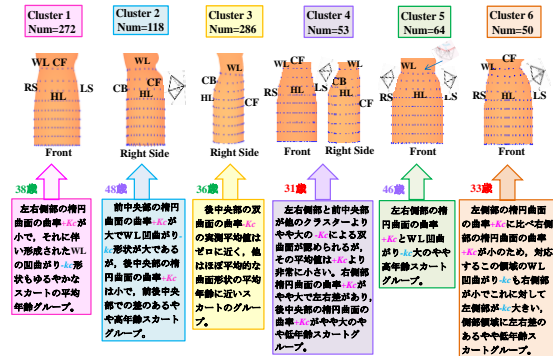 Cluster 1
Num=272
Cluster 2
Num=118
Cluster 3
Num=286
Cluster 4
Num=53
Cluster 5
Num=64
Cluster 6
Num=50
WL CF
RS
HL
LS
Front
WL
CF
CB
HL
Right Side
WL
CB
CF
HL
Right Side
WL CF
RS
HL
LS
Front
WL
CB
CF
HL
Right Side
WL
RS
HL
LS
Front
WL CF
RS
HL
LS
Front
38歳
左右側部の楕円
曲面の曲率+Kcが
小で、それに伴
い形成されたWL
の凹曲がり-kc形
状もゆるやかな
スカートの平均
年齢グループ。
48歳
前中央部の楕円
曲面の曲率+Kcが
大でWL凹曲がり-
kc形状が大である
が、後中央部の楕
円曲面の曲率+Kc
は小で、前後中央
部での差のあるや
や高年齢スカート
グループ。
36歳
後中央部の双
曲面の曲率-Kc
の実測平均値は
ゼロに近く、他
はほぼ平均的な
曲面形状の平均
年齢に近いス
カートのグルー
プ。
31歳
左右側部と前中央部
が他のクラスターより
やや大の-Kcによる双
曲面が認められるが、
その平均値は+Kcより
非常に小さい。右側部
楕円曲面の曲率+Kcが
やや大で左右差があり、
後中央部の楕円曲面の
曲率+Kcがやや大のや
や低年齢スカートグ
ループ。
46歳
左右側部の楕
円曲面の曲率
+KcとWL凹曲
がり-kc大のやや
高年齢グループ。
33歳
左右側部の楕円曲面
の曲率+Kcに比べ右側
部の楕円曲面の曲率
+Kcが小のため、対応
するこの領域のWL
凹曲がり-kcも右側部
が小でこれに対して
左側部が-kc大きい。
側部領域に左右差の
あるやや低年齢スカ
ートグループ。